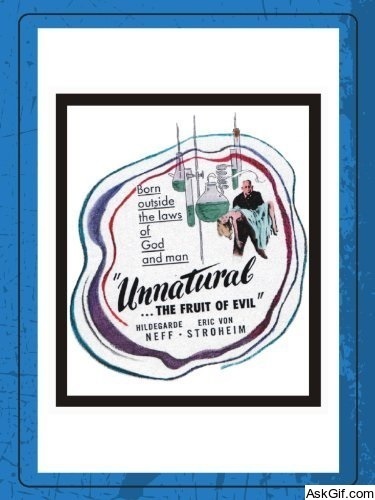 Born
outside
the laws
of
God
and man
"Unnatural
...THE FRUIT OF EVIL"
HILDEGARDE ERIC VON
NEFF · STROHEIM
AskGif.com